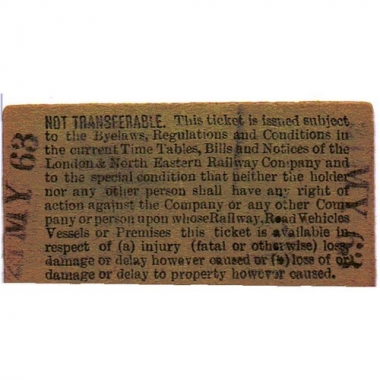 NOT TRANSFERABLE. This ticket is issued subject
to the Byelaws, Regulations and Conditions in
the current Time Tables, Bills and Notices of the
London & North Eastern Railway Company and
to the special condition that neither the holder
nor any other person shall have any right of
action against the Company or any other Com
pany or person upon whose Railway, Road Vehicles
Vessels or Premises this ticket is available in
respect of (a) injury (fatal or otherwise) loss,
damage or delay however caused or (b) loss of or
damage or delay to property however caused.
MY 63
MY 63